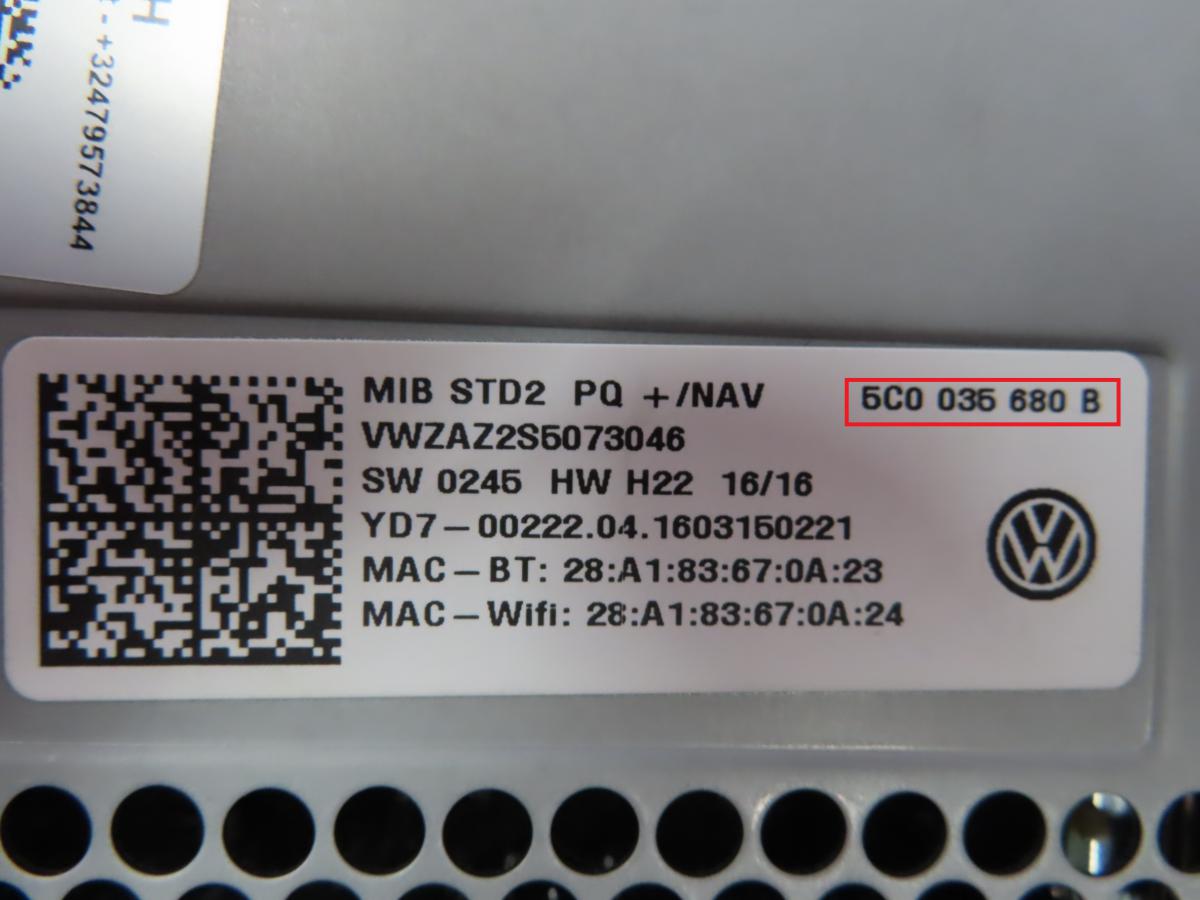 +32479573844
MIB STD2 PQ +/NAV 5C0 035 680 B
VWZAZ2S5073046
SW 0245 HW H22 16/16
YD7-00222.04.1603150221
MAC-BT: 28:A1:83:67:0A:23
MAC-Wifi: 28:A1:83:67:0A:24